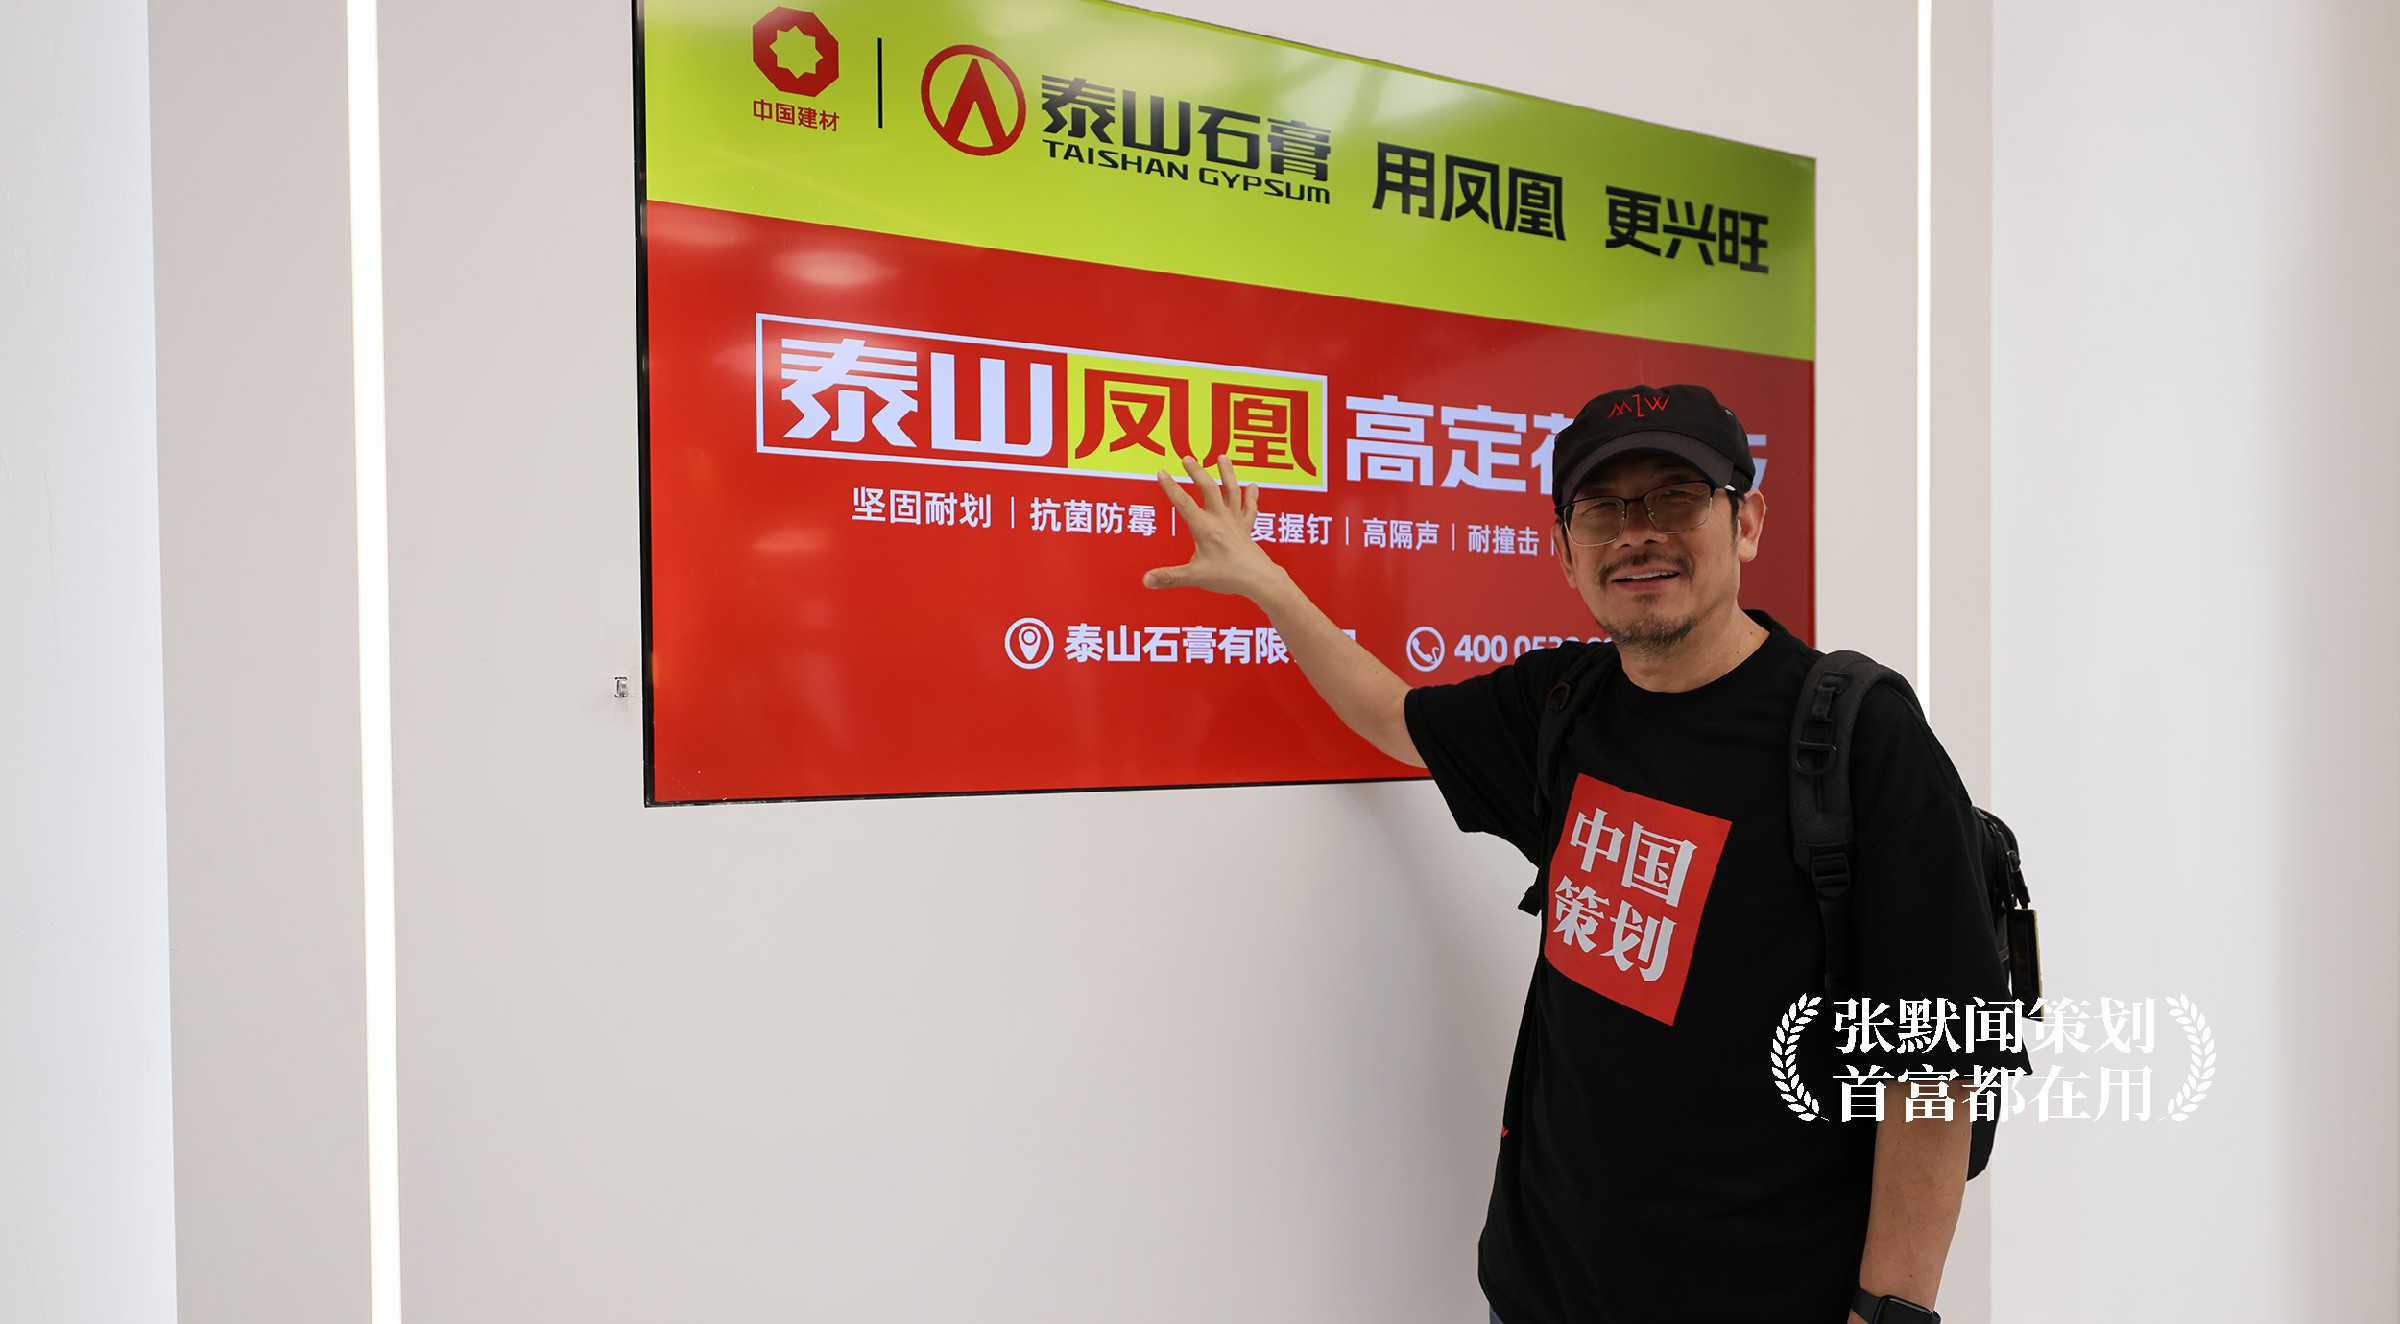 中国建材
泰山石膏
TAISHAN GYPSUM
用凤凰 更兴旺
泰山凤凰 高定
坚固耐划 | 抗菌防霉 | 复握钉 | 高隔声 | 耐撞击 |
泰山石膏有限
400 05
MZW
中国
策划
张默闻策划
首富都在用